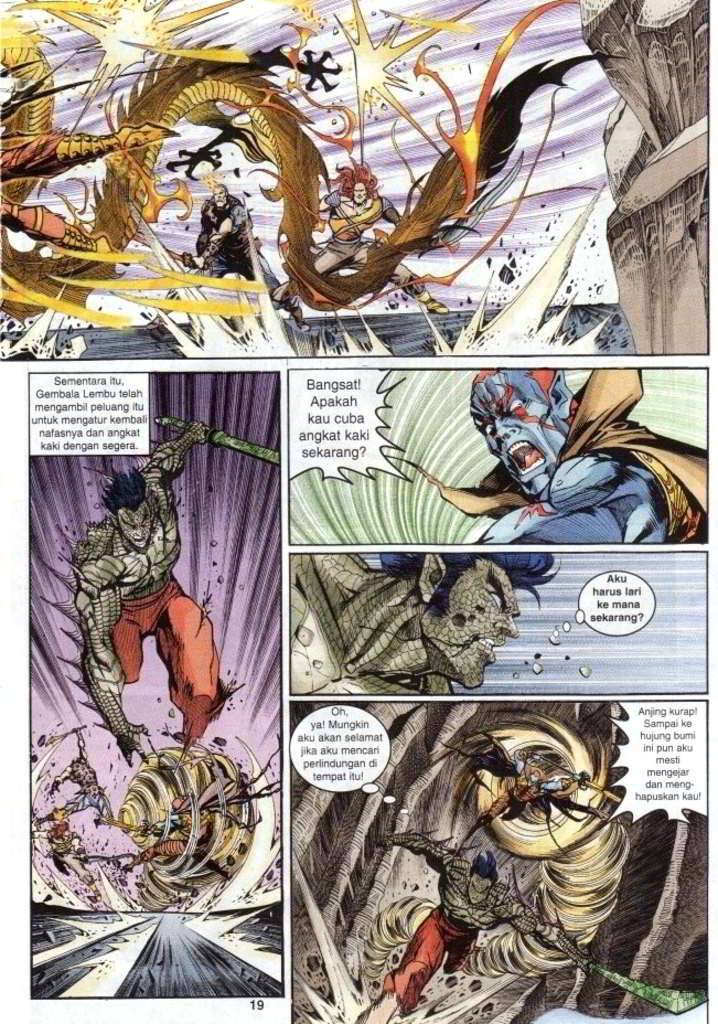 Sementara itu,
Gembala Lembu telah
mengambil peluang itu
untuk mengatur kembali
nafasnya dan angkat
kaki dengan segera.
Bangsat!
Apakah
kau cuba
angkat kaki
sekarang?
Aku
harus lari
ke mana
sekarang?
Oh,
ya! Mungkin
aku akan selamat
jika aku mencari
perlindungan di
tempat itu!
Anjing kurap!
Sampai ke
hujung bumi
ini pun aku
mesti
mengejar
dan meng-
hapuskan kau!
19